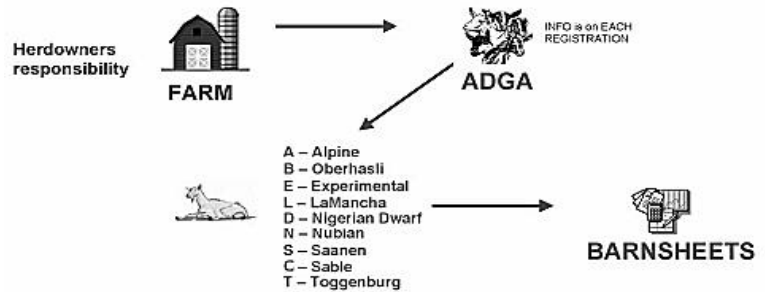 Herdowners
responsibility
FARM
INFO is on EACH
REGISTRATION
ADGA
A – Alpine
B – Oberhasli
E – Experimental
L – LaMancha
D – Nigerian Dwarf
N – Nubian
S – Saanen
C – Sable
T – Toggenburg
BARNSHEETS